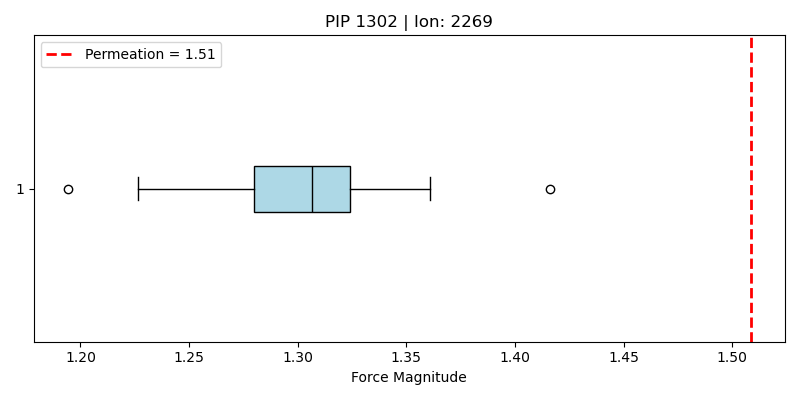 PIP 1302 | Ion: 2269
Permeation = 1.51
1
1.20 1.25 1.30 1.35 1.40 1.45 1.50
Force Magnitude